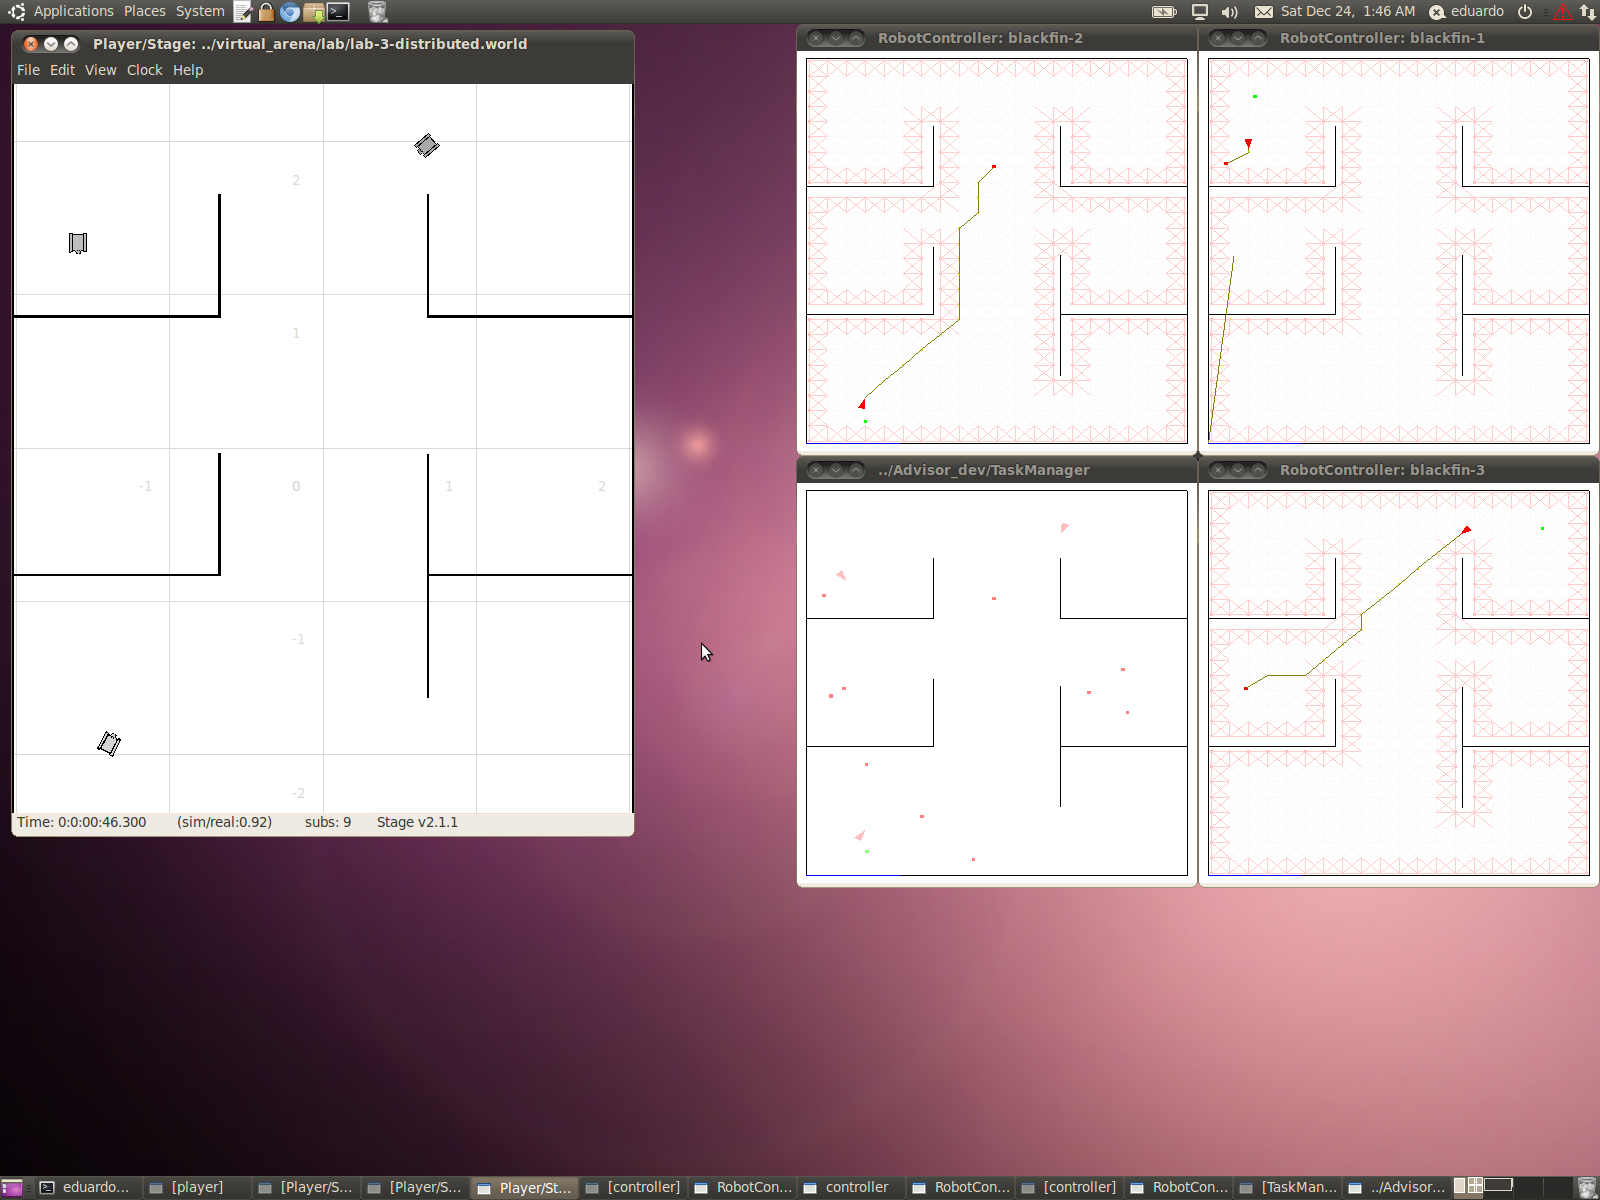 Applications Places System Sat Dec 24, 1:46 AM eduardo
Player/Stage: ../virtual_arena/lab/lab-3-distributed.world
File Edit View Clock Help
2
1
-1 0 1 2
-1
-2
Time: 0:0:00:46.300 (sim/real:0.92) subs: 9 Stage v2.1.1
RobotController: blackfin-2
RobotController: blackfin-1
../Advisor_dev/TaskManager
RobotController: blackfin-3
eduardo... [player] [Player/S... [Player/S... Player/St... [controller] RobotCon... controller RobotCon... [controller] RobotCon... [TaskMan... ../Advisor...